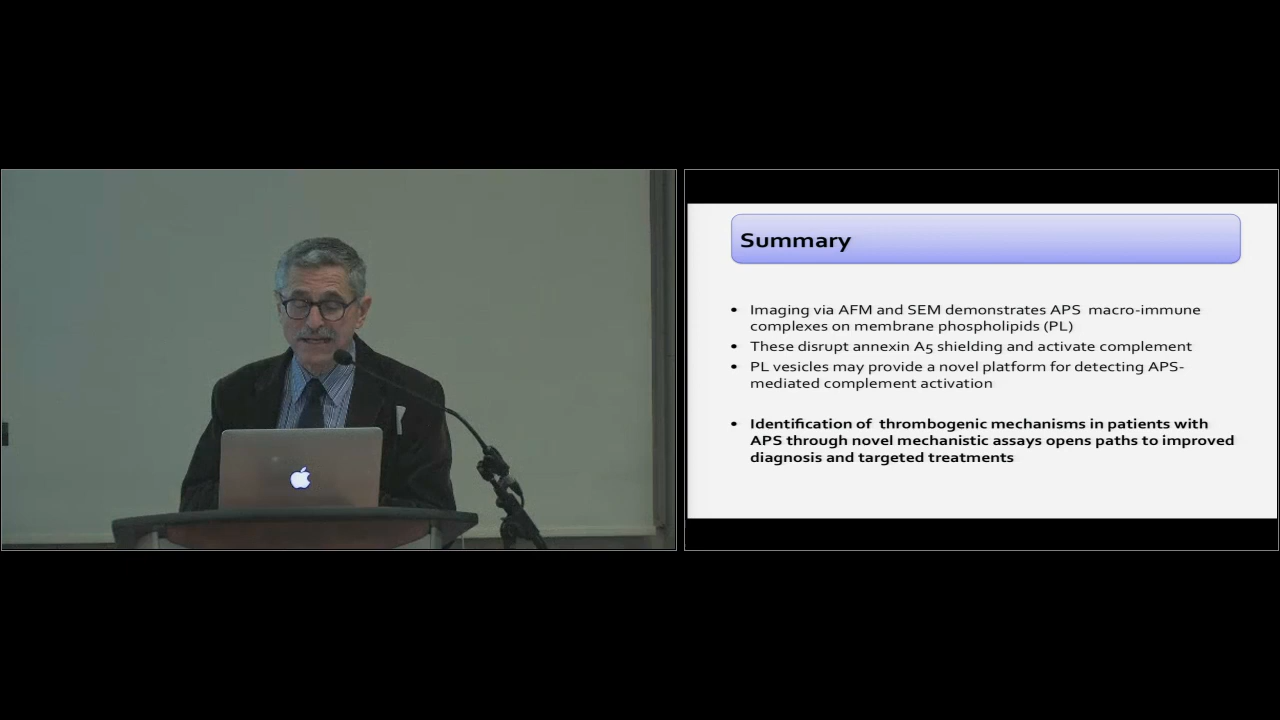 Summary
• Imaging via AFM and SEM demonstrates APS macro-immune
complexes on membrane phospholipids (PL)
• These disrupt annexin A5 shielding and activate complement
• PL vesicles may provide a novel platform for detecting APS-
mediated complement activation
• Identification of thrombogenic mechanisms in patients with
APS through novel mechanistic assays opens paths to improved
diagnosis and targeted treatments